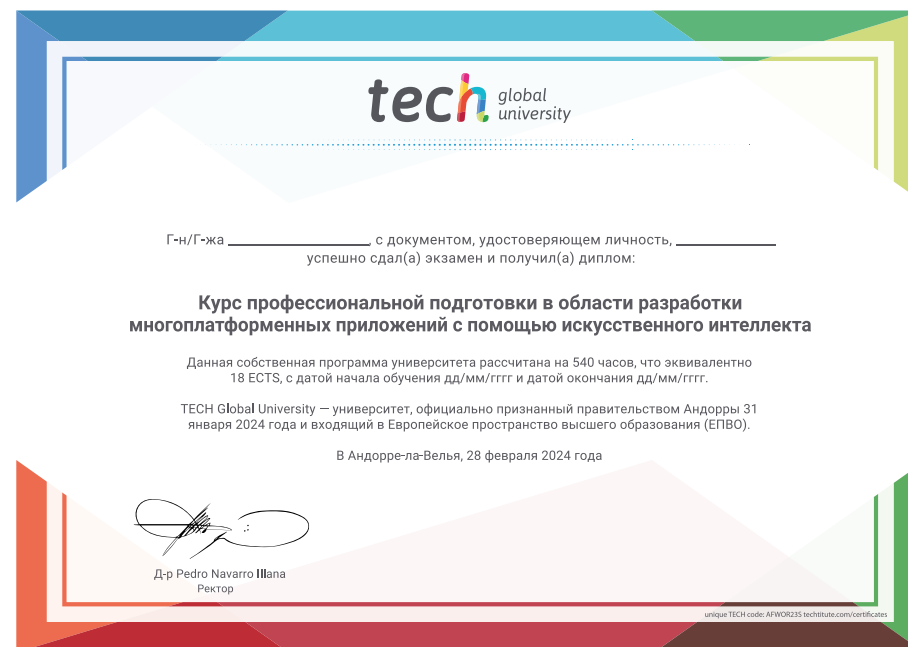 tech global university
Г-н/Г-жа ____________________, с документом, удостоверяющем личность, ______________
успешно сдал(а) экзамен и получил(а) диплом:
Курс профессиональной подготовки в области разработки
многоплатформенных приложений с помощью искусственного интеллекта
Данная собственная программа университета рассчитана на 540 часов, что эквивалентно
18 ECTS, с датой начала обучения дд/мм/гггг и датой окончания дд/мм/гггг.
TECH Global University — университет, официально признанный правительством Андорры 31
января 2024 года и входящий в Европейское пространство высшего образования (ЕПВО).
В Андорре-ла-Велья, 28 февраля 2024 года
Д-р Pedro Navarro Illana
Ректор
unique TECH code: AFWOR23S techtitute.com/certificates